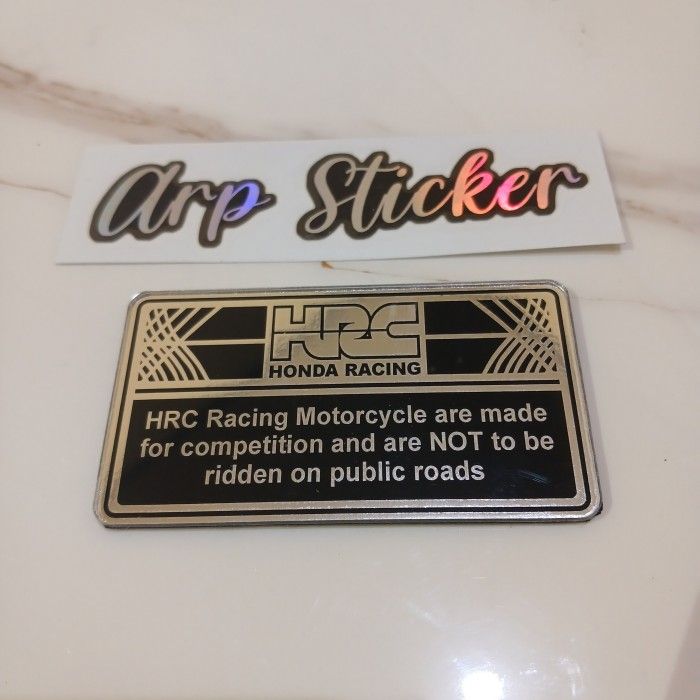 Arp Sticker
HRC
HONDA RACING
HRC Racing Motorcycle are made
for competition and are NOT to be
ridden on public roads